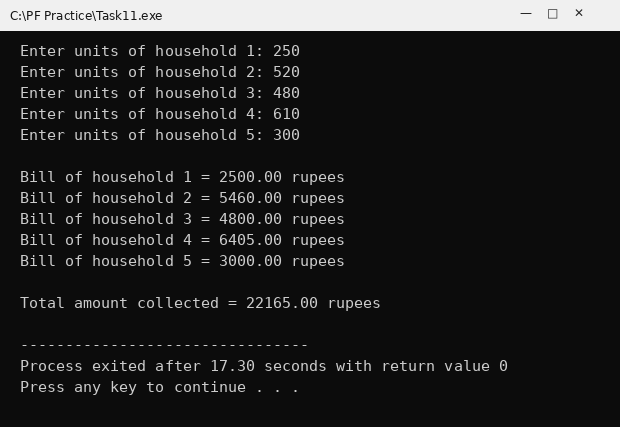 C:\PF Practice\Task11.exe
Enter units of household 1: 250
Enter units of household 2: 520
Enter units of household 3: 480
Enter units of household 4: 610
Enter units of household 5: 300
Bill of household 1 = 2500.00 rupees
Bill of household 2 = 5460.00 rupees
Bill of household 3 = 4800.00 rupees
Bill of household 4 = 6405.00 rupees
Bill of household 5 = 3000.00 rupees
Total amount collected = 22165.00 rupees
--------------------------------
Process exited after 17.30 seconds with return value 0
Press any key to continue . . .